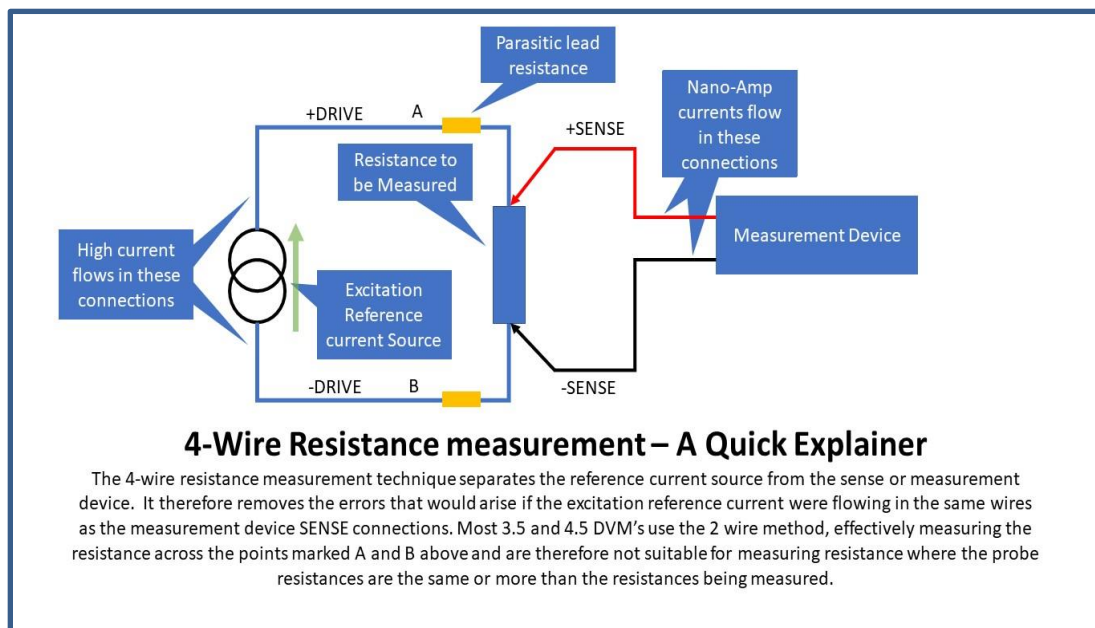 Parasitic lead
resistance
+DRIVE
A
Nano-Amp
currents flow
in these
connections
+SENSE
Resistance to
be Measured
High current
flows in these
connections
Excitation
Reference
current Source
Measurement Device
-DRIVE
B
-SENSE
4-Wire Resistance measurement – A Quick Explainer
The 4-wire resistance measurement technique separates the reference current source from the sense or measurement
device.  It therefore removes the errors that would arise if the excitation reference current were flowing in the same wires
as the measurement device SENSE connections. Most 3.5 and 4.5 DVM's use the 2 wire method, effectively measuring the
resistance across the points marked A and B above and are therefore not suitable for measuring resistance where the probe
resistances are the same or more than the resistances being measured.